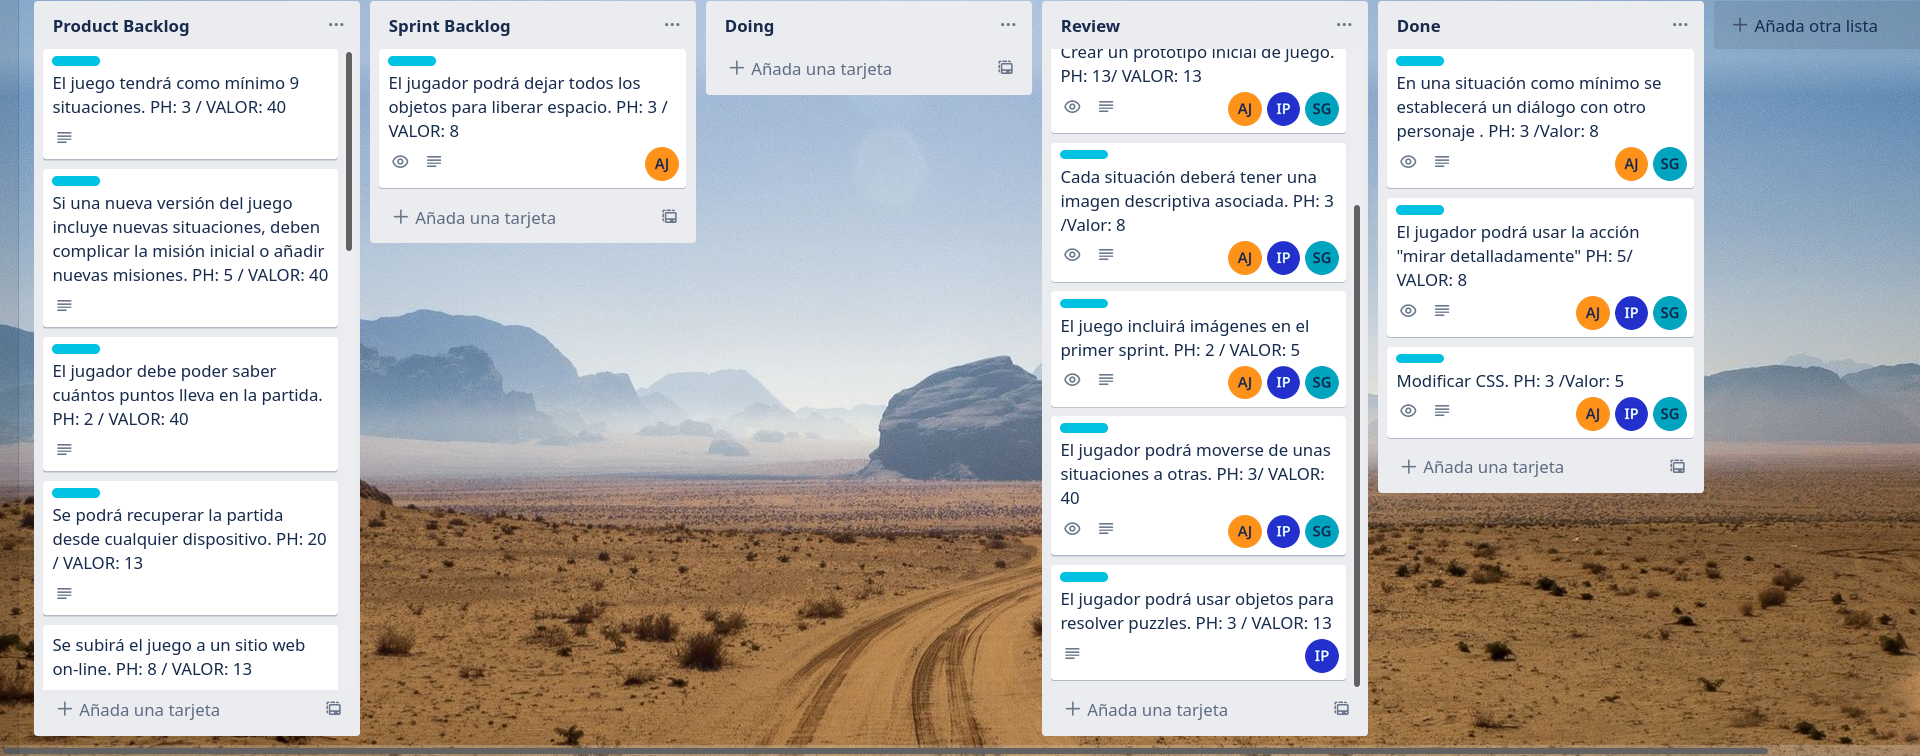 Product Backlog
El juego tendrá como mínimo 9
situaciones. PH: 3 / VALOR: 40
Si una nueva versión del juego
incluye nuevas situaciones, deben
complicar la misión inicial o añadir
nuevas misiones. PH: 5 / VALOR: 40
El jugador debe poder saber
cuántos puntos lleva en la partida.
PH: 2 / VALOR: 40
Se podrá recuperar la partida
desde cualquier dispositivo. PH: 20
/ VALOR: 13
Se subirá el juego a un sitio web
on-line. PH: 8 / VALOR: 13
Añada una tarjeta
Sprint Backlog
El jugador podrá dejar todos los
objetos para liberar espacio. PH: 3 /
VALOR: 8
AJ
Añada una tarjeta
Doing
Añada una tarjeta
Review
Crear un prototipo inicial de juego.
PH: 13/ VALOR: 13
AJ IP SG
Cada situación deberá tener una
imagen descriptiva asociada. PH: 3
/Valor: 8
AJ IP SG
El juego incluirá imágenes en el
primer sprint. PH: 2 / VALOR: 5
AJ IP SG
El jugador podrá moverse de unas
situaciones a otras. PH: 3/ VALOR:
40
AJ IP SG
El jugador podrá usar objetos para
resolver puzzles. PH: 3 / VALOR: 13
IP
Añada una tarjeta
Done
En una situación como mínimo se
establecerá un diálogo con otro
personaje . PH: 3 /Valor: 8
AJ SG
El jugador podrá usar la acción
"mirar detalladamente" PH: 5/
VALOR: 8
AJ IP SG
Modificar CSS. PH: 3 /Valor: 5
AJ IP SG
Añada una tarjeta
Añada otra lista